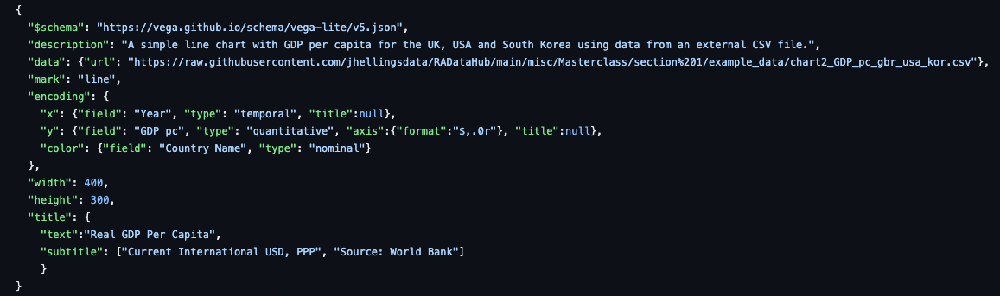 {
  "$schema": "https://vega.github.io/schema/vega-lite/v5.json",
  "description": "A simple line chart with GDP per capita for the UK, USA and South Korea using data from an external CSV file.",
  "data": {"url": "https://raw.githubusercontent.com/jhellingsdata/RADataHub/main/misc/Masterclass/section%201/example_data/chart2_GDP_pc_gbr_usa_kor.csv"},
  "mark": "line",
  "encoding": {
    "x": {"field": "Year", "type": "temporal", "title":null},
    "y": {"field": "GDP pc", "type": "quantitative", "axis":{"format":"$,.0r"}, "title":null},
    "color": {"field": "Country Name", "type": "nominal"}
  },
  "width": 400,
  "height": 300,
  "title": {
    "text":"Real GDP Per Capita",
    "subtitle": ["Current International USD, PPP", "Source: World Bank"]
    }
}